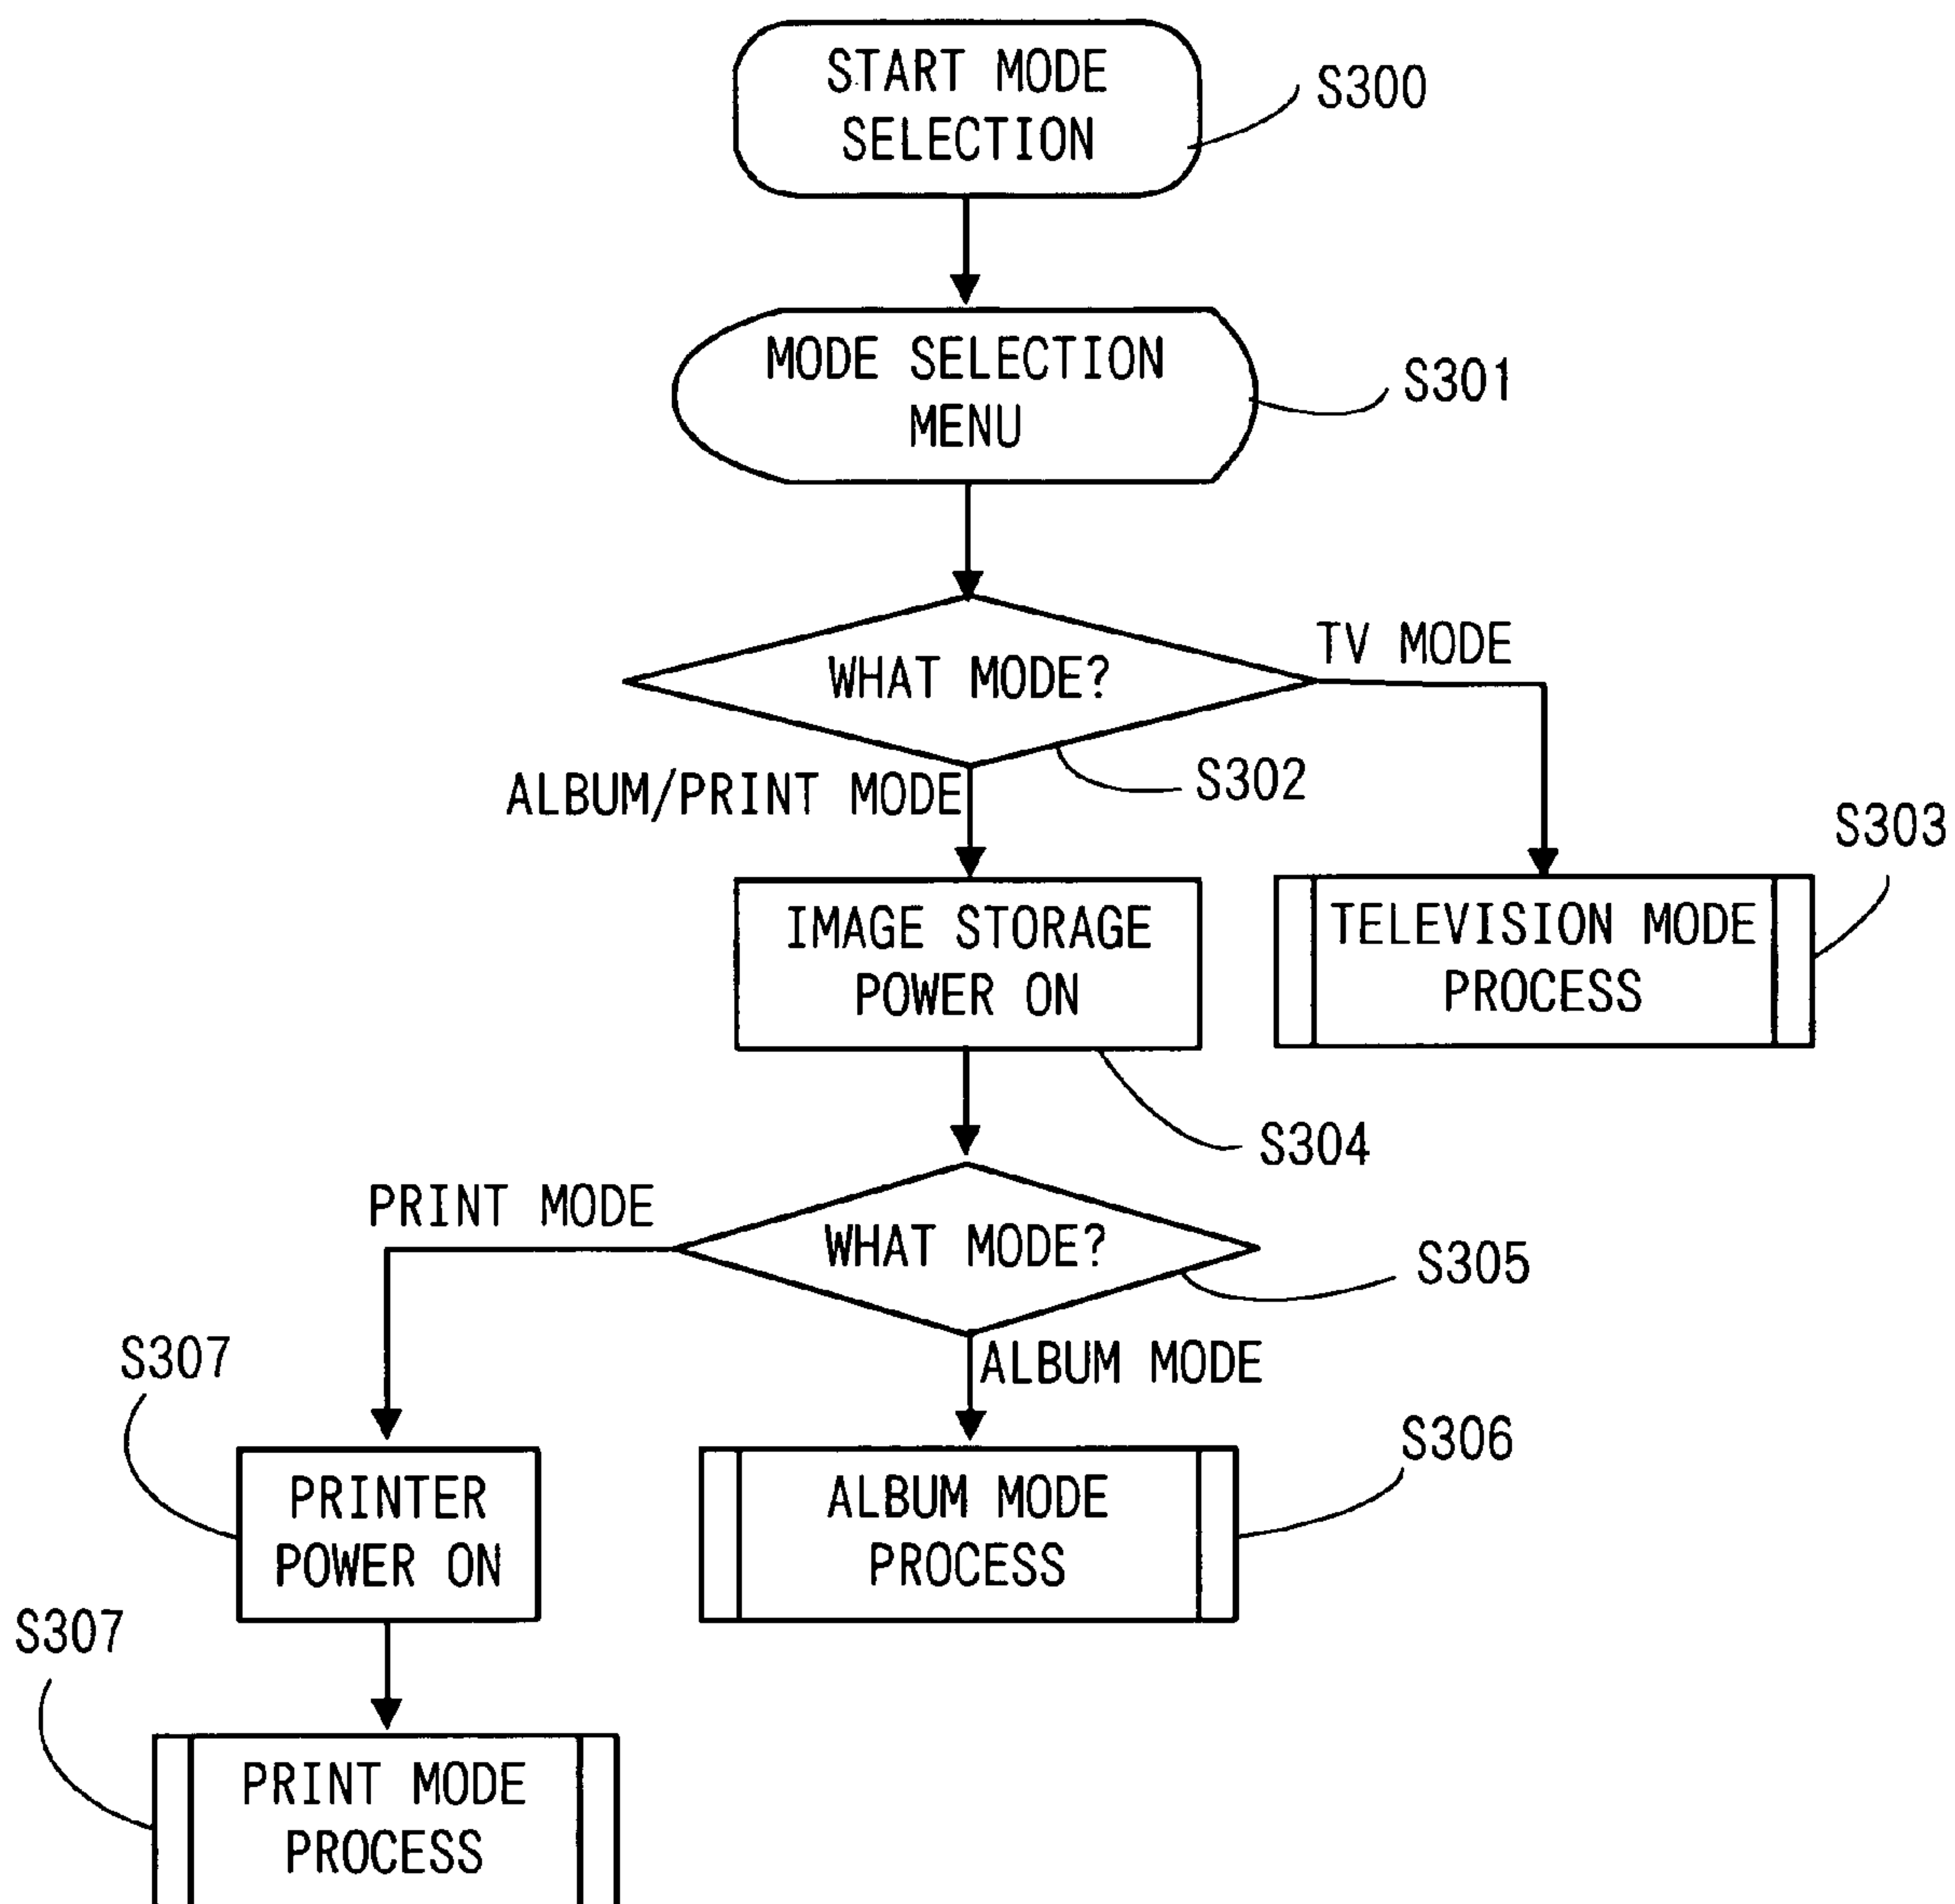 START MODE
SELECTION
S300
MODE SELECTION
MENU
S301
WHAT MODE?
TV MODE
S302
ALBUM/PRINT MODE
S303
IMAGE STORAGE
POWER ON
TELEVISION MODE
PROCESS
S304
PRINT MODE
WHAT MODE?
S305
ALBUM MODE
S307
S306
PRINTER
POWER ON
ALBUM MODE
PROCESS
S307
PRINT MODE
PROCESS